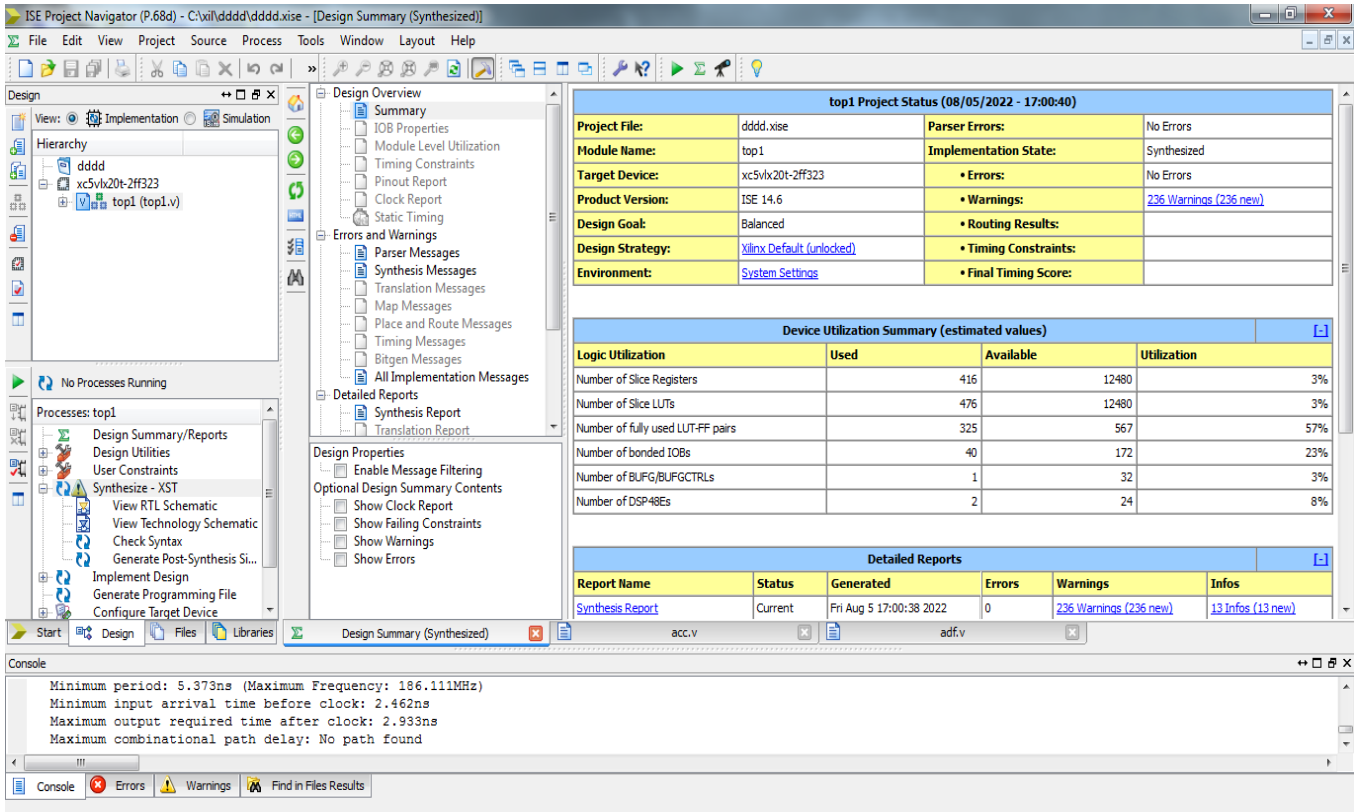 ISE Project Navigator (P.68d) - C:\xil\dddd\dddd.xise - [Design Summary (Synthesized)]
File Edit View Project Source Process Tools Window Layout Help
Design
View: Implementation Simulation
Hierarchy
dddd
xc5vlx20t-2ff323
top1 (top1.v)
No Processes Running
Processes: top1
Design Summary/Reports
Design Utilities
User Constraints
Synthesize - XST
View RTL Schematic
View Technology Schematic
Check Syntax
Generate Post-Synthesis Si...
Implement Design
Generate Programming File
Configure Target Device
Start Design Files Libraries
Design Overview
Summary
IOB Properties
Module Level Utilization
Timing Constraints
Pinout Report
Clock Report
Static Timing
Errors and Warnings
Parser Messages
Synthesis Messages
Translation Messages
Map Messages
Place and Route Messages
Timing Messages
Bitgen Messages
All Implementation Messages
Detailed Reports
Synthesis Report
Translation Report
Design Properties
Enable Message Filtering
Optional Design Summary Contents
Show Clock Report
Show Failing Constraints
Show Warnings
Show Errors
top1 Project Status (08/05/2022 - 17:00:40)
Project File: dddd.xise Parser Errors: No Errors
Module Name: top1 Implementation State: Synthesized
Target Device: xc5vlx20t-2ff323 • Errors: No Errors
Product Version: ISE 14.6 • Warnings: 236 Warnings (236 new)
Design Goal: Balanced • Routing Results:
Design Strategy: Xilinx Default (unlocked) • Timing Constraints:
Environment: System Settings • Final Timing Score:
Device Utilization Summary (estimated values) [-]
Logic Utilization Used Available Utilization
Number of Slice Registers 416 12480 3%
Number of Slice LUTs 476 12480 3%
Number of fully used LUT-FF pairs 325 567 57%
Number of bonded IOBs 40 172 23%
Number of BUFG/BUFGCTRLs 1 32 3%
Number of DSP48Es 2 24 8%
Detailed Reports [-]
Report Name Status Generated Errors Warnings Infos
Synthesis Report Current Fri Aug 5 17:00:38 2022 0 236 Warnings (236 new) 13 Infos (13 new)
Design Summary (Synthesized) acc.v adf.v
Console
Minimum period: 5.373ns (Maximum Frequency: 186.111MHz)
Minimum input arrival time before clock: 2.462ns
Maximum output required time after clock: 2.933ns
Maximum combinational path delay: No path found
Console Errors Warnings Find in Files Results